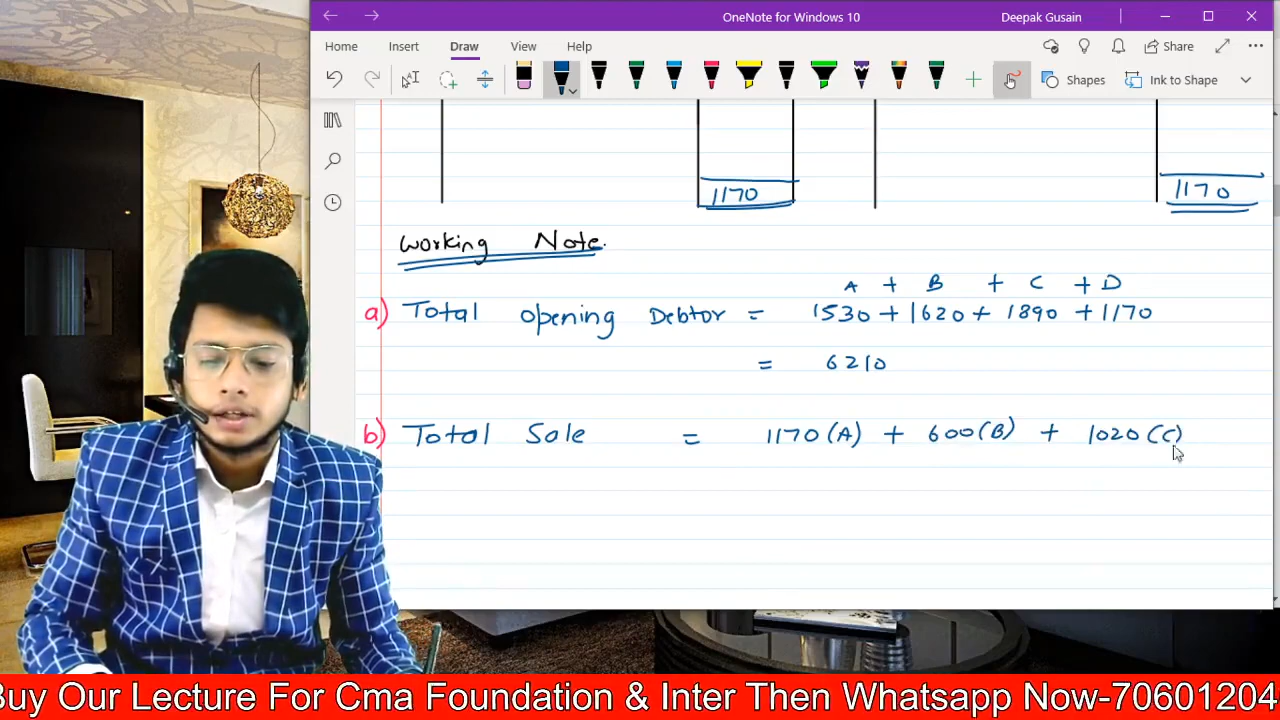 OneNote for Windows 10
Deepak Gusain
Home Insert Draw View Help
Share
Shapes
Ink to Shape
1170
1170
Working Note.
A + B + C + D
a) Total opening Debtor = 1530 + 1620 + 1890 + 1170
= 6210
b) Total Sale = 1170 (A) + 600 (B) + 1020 (C)
Buy Our Lecture For Cma Foundation & Inter Then Whatsapp Now-70601204